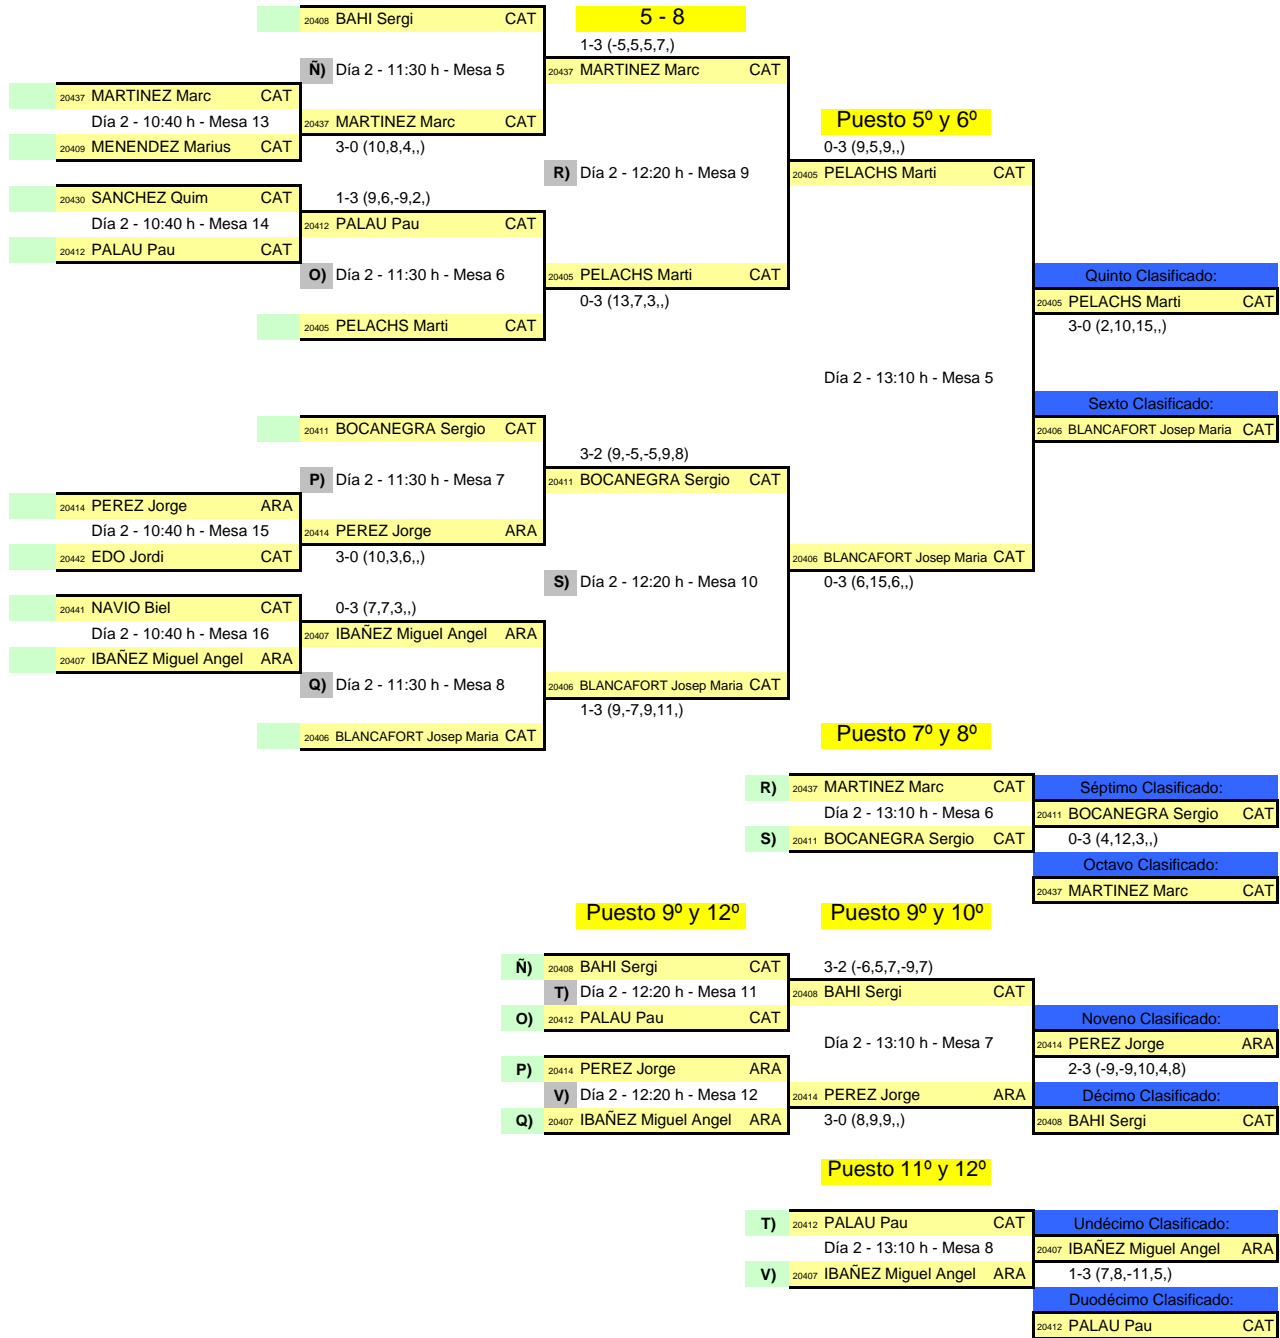 20408 BAHI Sergi CAT
5 - 8
1-3 (-5,5,5,7,)
Ñ) Día 2 - 11:30 h - Mesa 5
20437 MARTINEZ Marc CAT
20437 MARTINEZ Marc CAT
Día 2 - 10:40 h - Mesa 13
20437 MARTINEZ Marc CAT
Puesto 5º y 6º
20409 MENENDEZ Marius CAT
3-0 (10,8,4,,)
0-3 (9,5,9,,)
R) Día 2 - 12:20 h - Mesa 9
20405 PELACHS Marti CAT
20430 SANCHEZ Quim CAT
1-3 (9,6,-9,2,)
Día 2 - 10:40 h - Mesa 14
20412 PALAU Pau CAT
20412 PALAU Pau CAT
O) Día 2 - 11:30 h - Mesa 6
20405 PELACHS Marti CAT
Quinto Clasificado:
0-3 (13,7,3,,)
20405 PELACHS Marti CAT
20405 PELACHS Marti CAT
3-0 (2,10,15,,)
Día 2 - 13:10 h - Mesa 5
Sexto Clasificado:
20411 BOCANEGRA Sergio CAT
20406 BLANCAFORT Josep Maria CAT
3-2 (9,-5,-5,9,8)
P) Día 2 - 11:30 h - Mesa 7
20411 BOCANEGRA Sergio CAT
20414 PEREZ Jorge ARA
Día 2 - 10:40 h - Mesa 15
20414 PEREZ Jorge ARA
20442 EDO Jordi CAT
3-0 (10,3,6,,)
20406 BLANCAFORT Josep Maria CAT
S) Día 2 - 12:20 h - Mesa 10
0-3 (6,15,6,,)
20441 NAVIO Biel CAT
0-3 (7,7,3,,)
Día 2 - 10:40 h - Mesa 16
20407 IBAÑEZ Miguel Angel ARA
20407 IBAÑEZ Miguel Angel ARA
Q) Día 2 - 11:30 h - Mesa 8
20406 BLANCAFORT Josep Maria CAT
1-3 (9,-7,9,11,)
20406 BLANCAFORT Josep Maria CAT
Puesto 7º y 8º
R) 20437 MARTINEZ Marc CAT
Séptimo Clasificado:
Día 2 - 13:10 h - Mesa 6
20411 BOCANEGRA Sergio CAT
S) 20411 BOCANEGRA Sergio CAT
0-3 (4,12,3,,)
Octavo Clasificado:
20437 MARTINEZ Marc CAT
Puesto 9º y 12º
Puesto 9º y 10º
Ñ) 20408 BAHI Sergi CAT
3-2 (-6,5,7,-9,7)
T) Día 2 - 12:20 h - Mesa 11
20408 BAHI Sergi CAT
O) 20412 PALAU Pau CAT
Noveno Clasificado:
Día 2 - 13:10 h - Mesa 7
20414 PEREZ Jorge ARA
P) 20414 PEREZ Jorge ARA
2-3 (-9,-9,10,4,8)
V) Día 2 - 12:20 h - Mesa 12
20414 PEREZ Jorge ARA
Décimo Clasificado:
Q) 20407 IBAÑEZ Miguel Angel ARA
3-0 (8,9,9,,)
20408 BAHI Sergi CAT
Puesto 11º y 12º
T) 20412 PALAU Pau CAT
Undécimo Clasificado:
Día 2 - 13:10 h - Mesa 8
20407 IBAÑEZ Miguel Angel ARA
V) 20407 IBAÑEZ Miguel Angel ARA
1-3 (7,8,-11,5,)
Duodécimo Clasificado:
20412 PALAU Pau CAT